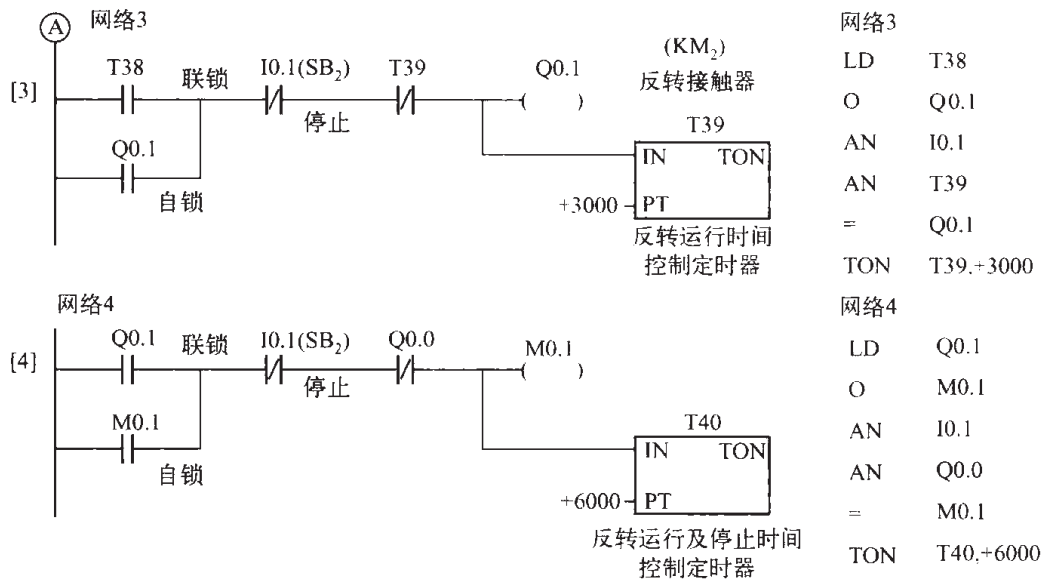 A 网络3
[3]
T38 联锁 I0.1(SB2) T39 Q0.1 (KM2)
反转接触器
停止
Q0.1
自锁
T39
IN TON
+3000 PT
反转运行时间
控制定时器
网络4
{4]
Q0.1 联锁 I0.1(SB2) Q0.0 M0.1
停止
M0.1
自锁
T40
IN TON
+6000 PT
反转运行及停止时间
控制定时器
网络3
LD T38
O Q0.1
AN I0.1
AN T39
= Q0.1
TON T39,+3000
网络4
LD Q0.1
O M0.1
AN I0.1
AN Q0.0
= M0.1
TON T40,+6000